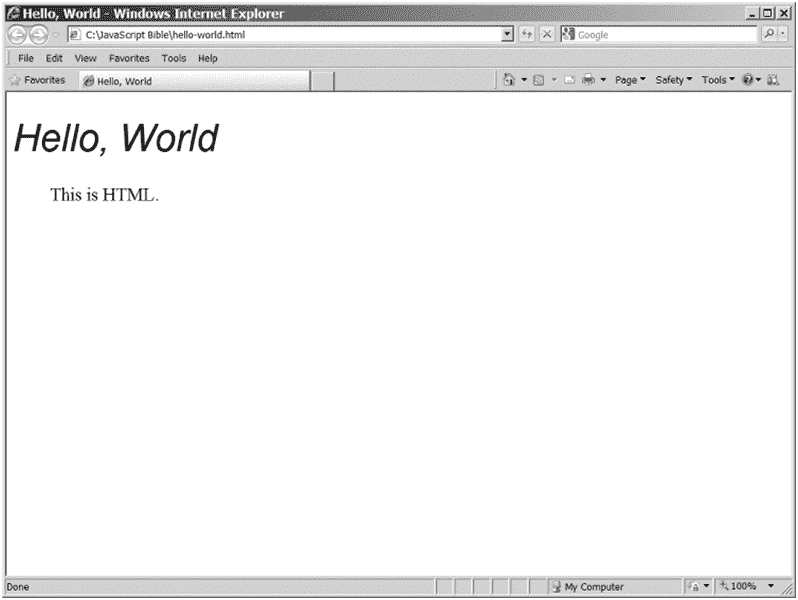 Hello, World - Windows Internet Explorer
C:\JavaScript Bible\hello-world.html
Google
File Edit View Favorites Tools Help
Favorites Hello, World Page Safety Tools
Hello, World
This is HTML.
Done My Computer 100%